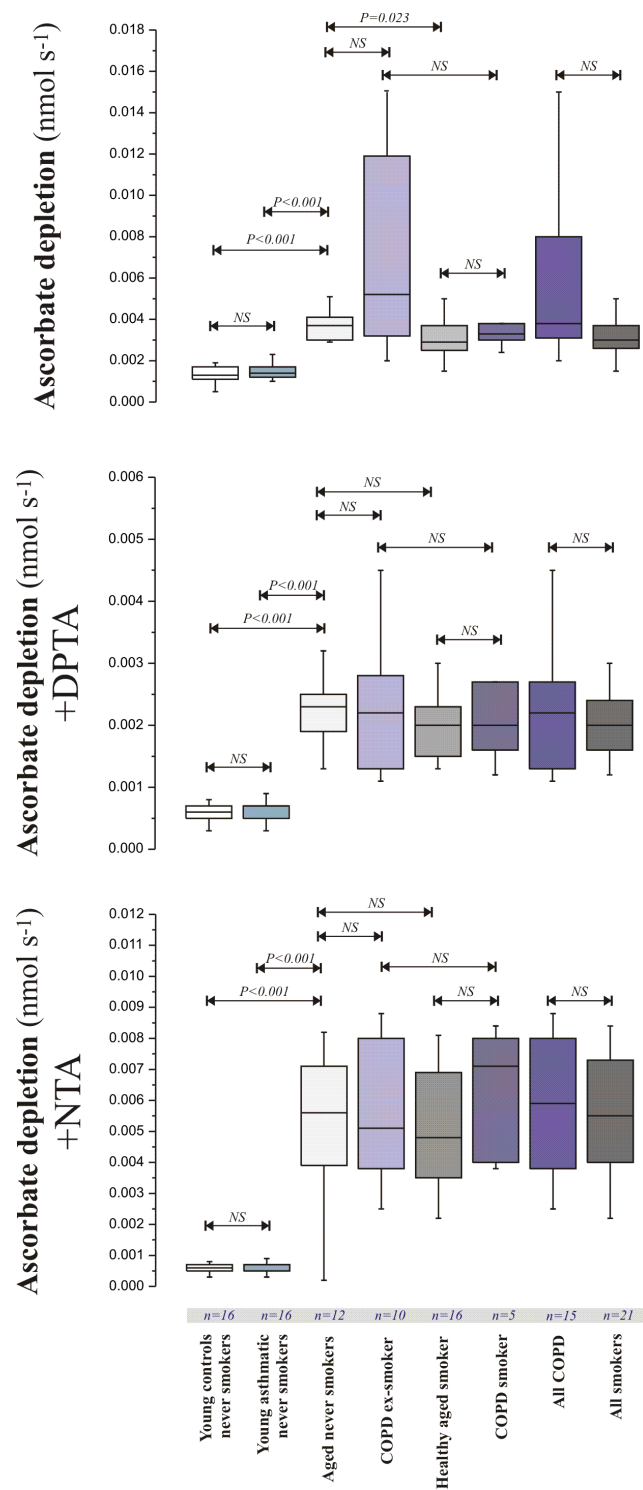 Ascorbate depletion (nmol s-1)
0.018
0.016
0.014
0.012
0.010
0.008
0.006
0.004
0.002
0.000
P=0.023
NS
NS
NS
P<0.001
P<0.001
NS
NS
Ascorbate depletion (nmol s-1)
+DPTA
0.006
0.005
0.004
0.003
0.002
0.001
0.000
NS
NS
NS
NS
P<0.001
P<0.001
NS
NS
Ascorbate depletion (nmol s-1)
+NTA
0.012
0.011
0.010
0.009
0.008
0.007
0.006
0.005
0.004
0.003
0.002
0.001
0.000
NS
NS
P<0.001
NS
P<0.001
NS
NS
NS
n=16
n=16
n=12
n=10
n=16
n=5
n=15
n=21
Young controls
never smokers
Young asthmatic
never smokers
Aged never smokers
COPD ex-smoker
Healthy aged smoker
COPD smoker
All COPD
All smokers